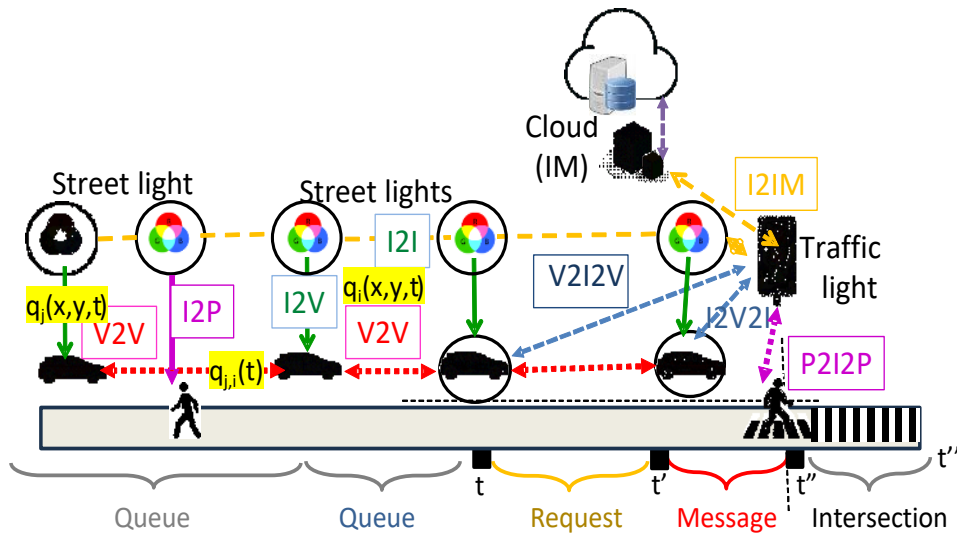 Cloud
(IM)
I2IM
Street light
Street lights
I2I
Traffic
light
V2I2V
qj(x,y,t)
I2P
I2V
qi(x,y,t)
I2V2I
V2V
V2V
qj,i(t)
P2I2P
t
t'
t''
t''
Queue
Queue
Request
Message
Intersection